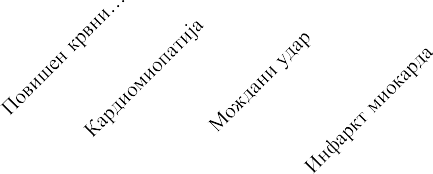 Повишен крвни...
Кардиомиопатија
Мождани удар
Инфаркт миокарда